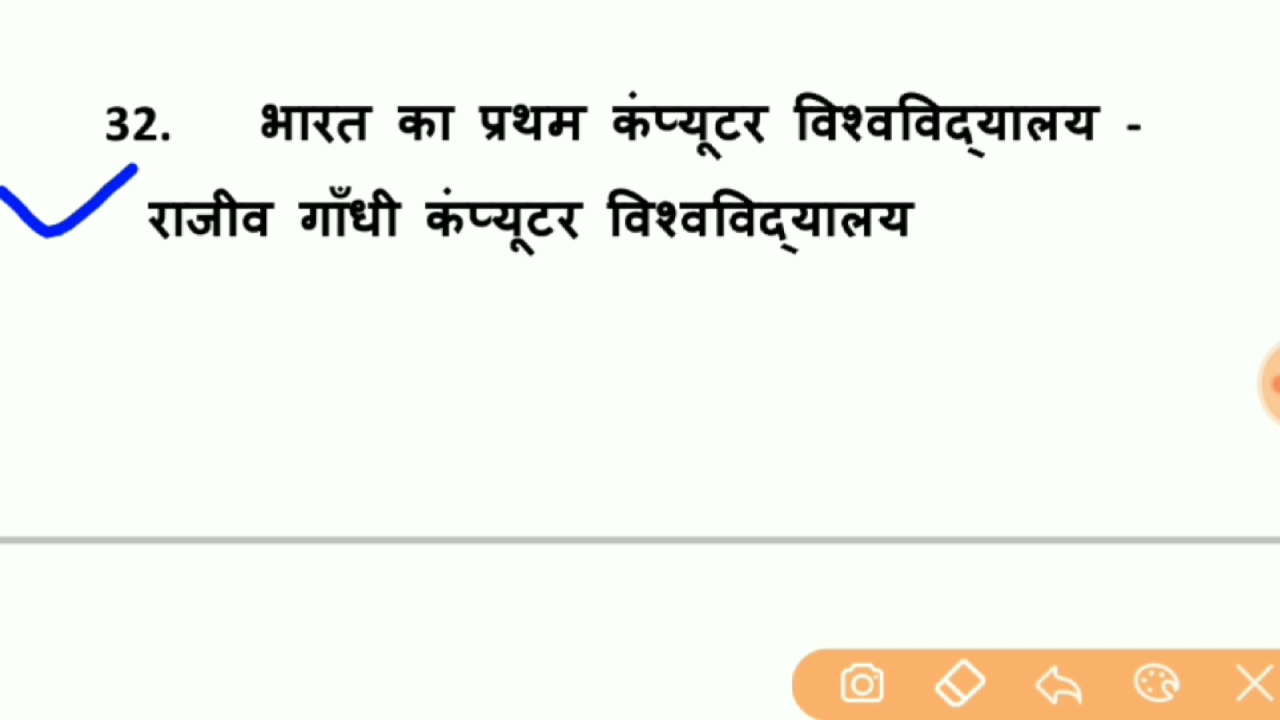 32. भारत का प्रथम कंप्यूटर विश्वविद्यालय -
राजीव गाँधी कंप्यूटर विश्वविद्यालय